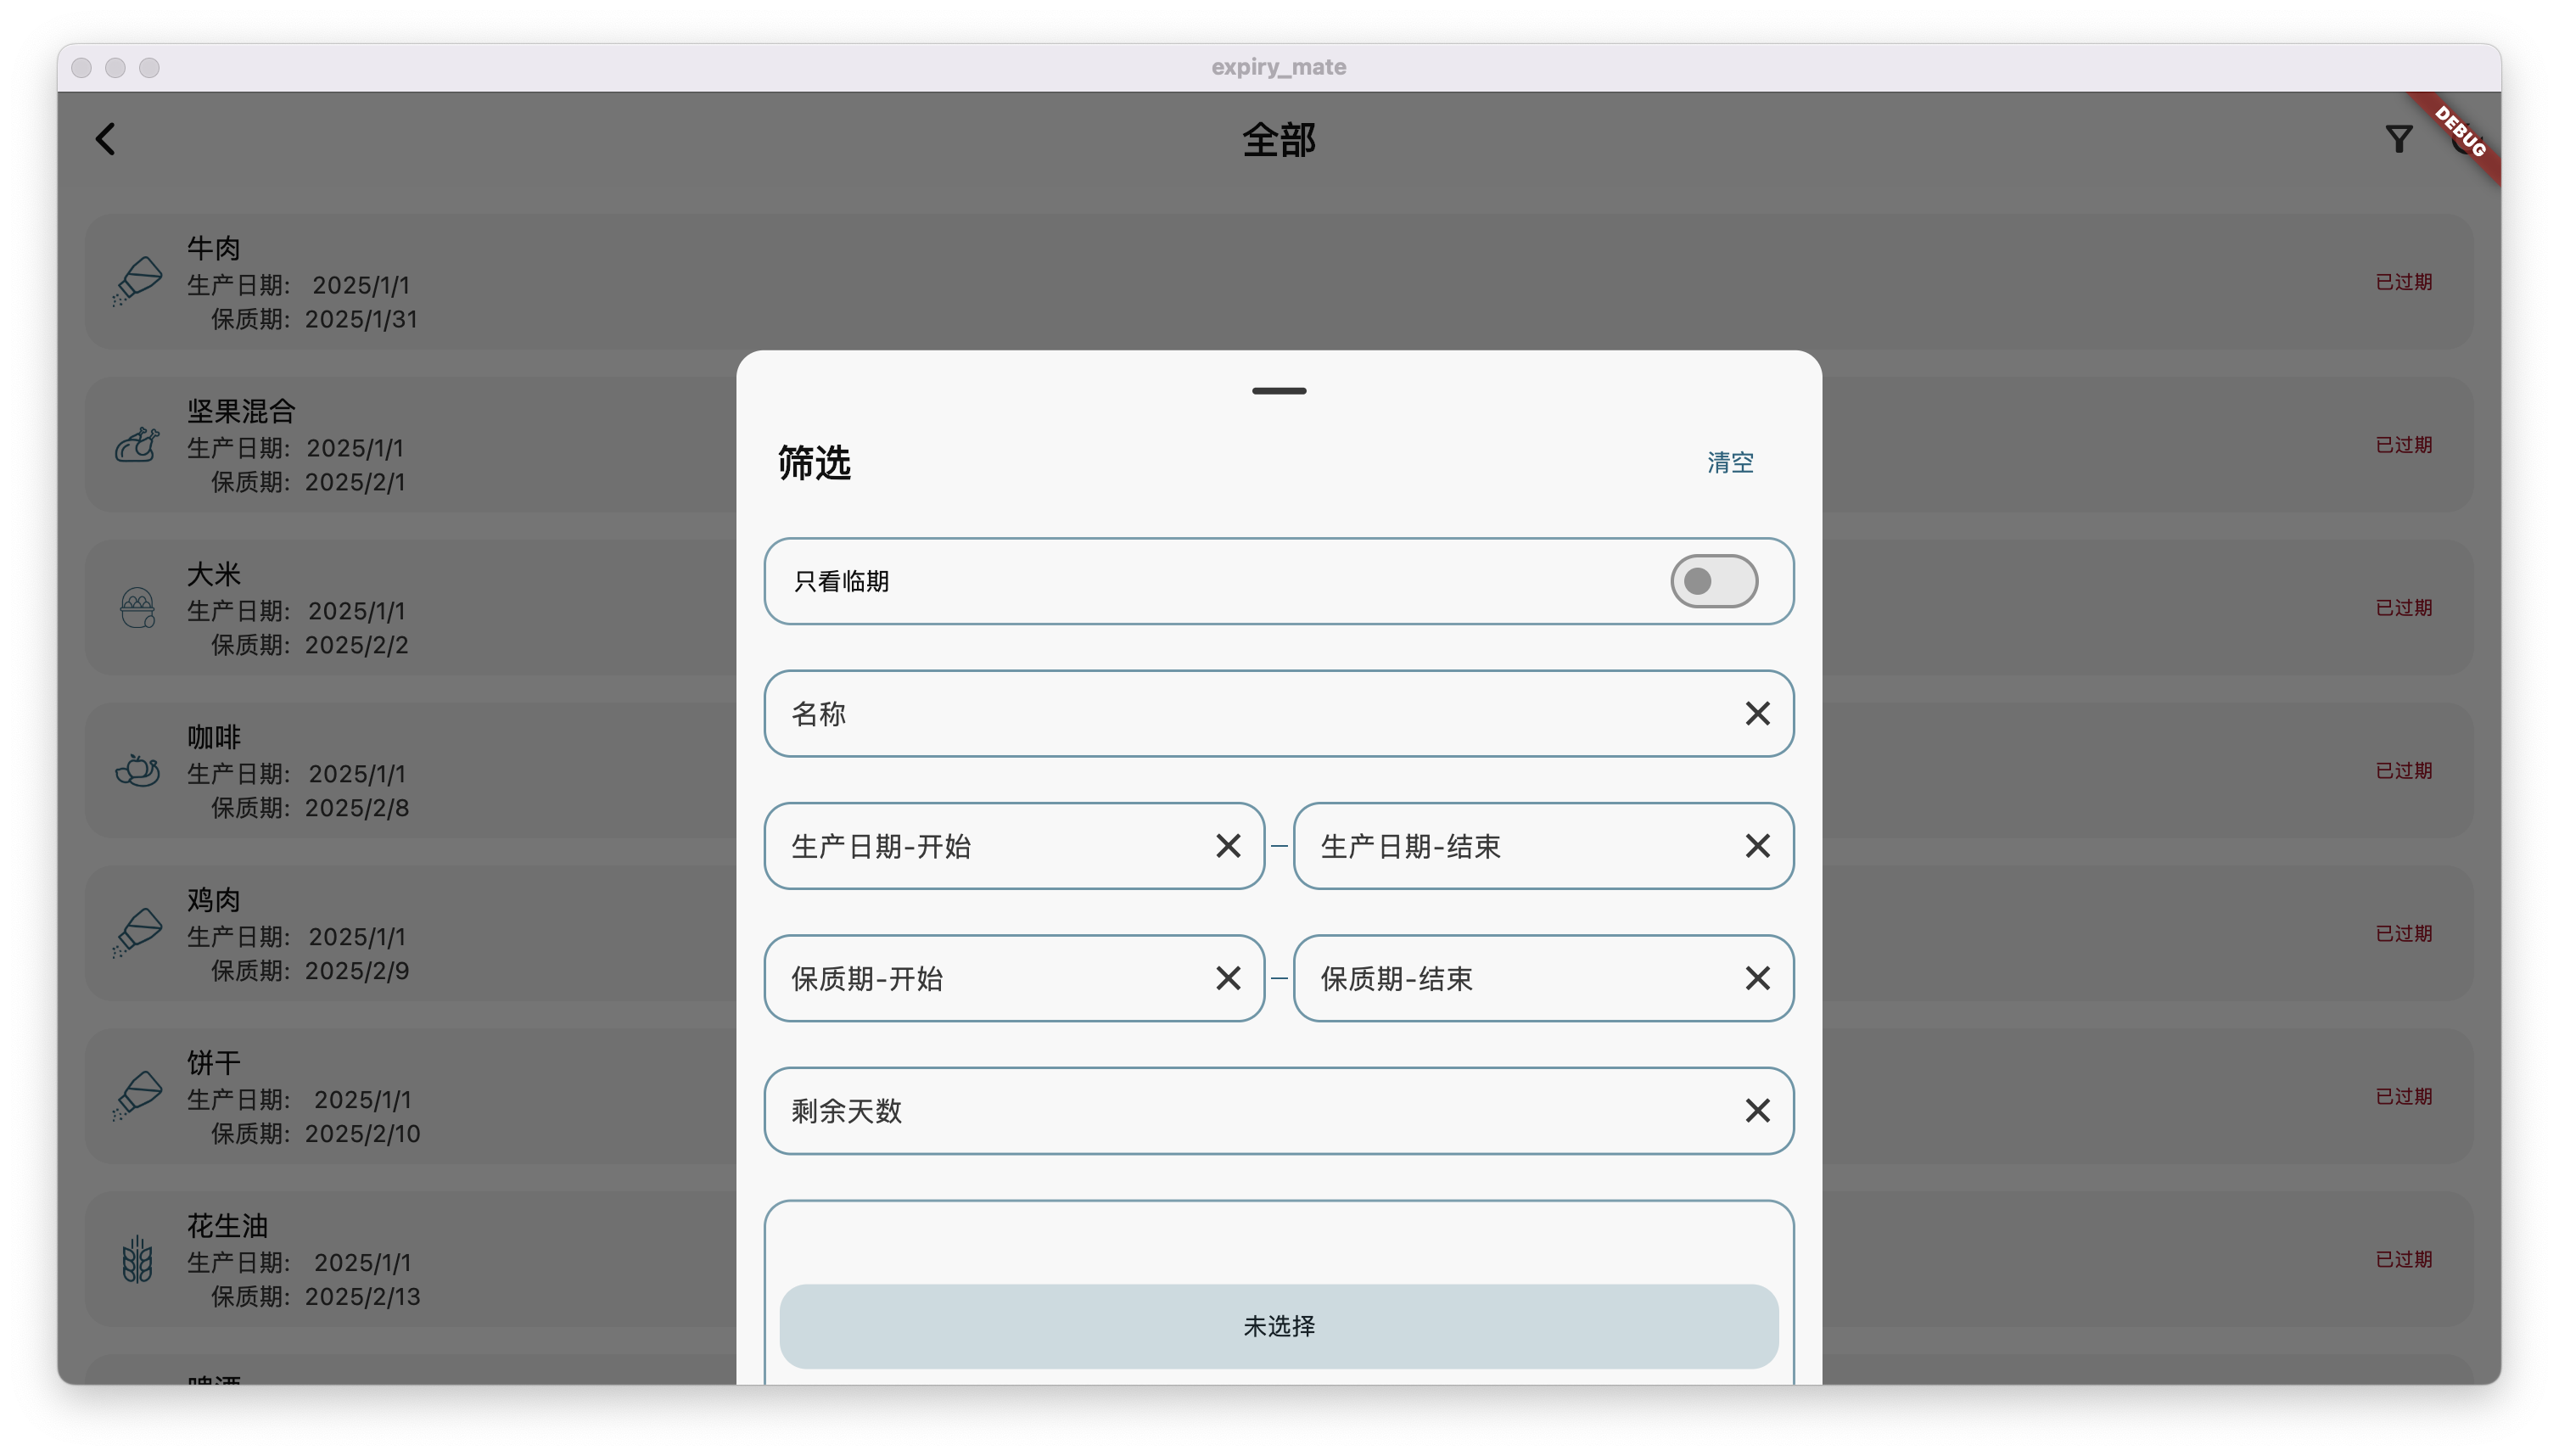 expiry_mate
全部
DEBUG
牛肉
生产日期: 2025/1/1
保质期: 2025/1/31
已过期
坚果混合
生产日期: 2025/1/1
保质期: 2025/2/1
已过期
大米
生产日期: 2025/1/1
保质期: 2025/2/2
已过期
咖啡
生产日期: 2025/1/1
保质期: 2025/2/8
已过期
鸡肉
生产日期: 2025/1/1
保质期: 2025/2/9
已过期
饼干
生产日期: 2025/1/1
保质期: 2025/2/10
已过期
花生油
生产日期: 2025/1/1
保质期: 2025/2/13
已过期
筛选
清空
只看临期
名称
生产日期-开始
生产日期-结束
保质期-开始
保质期-结束
剩余天数
未选择